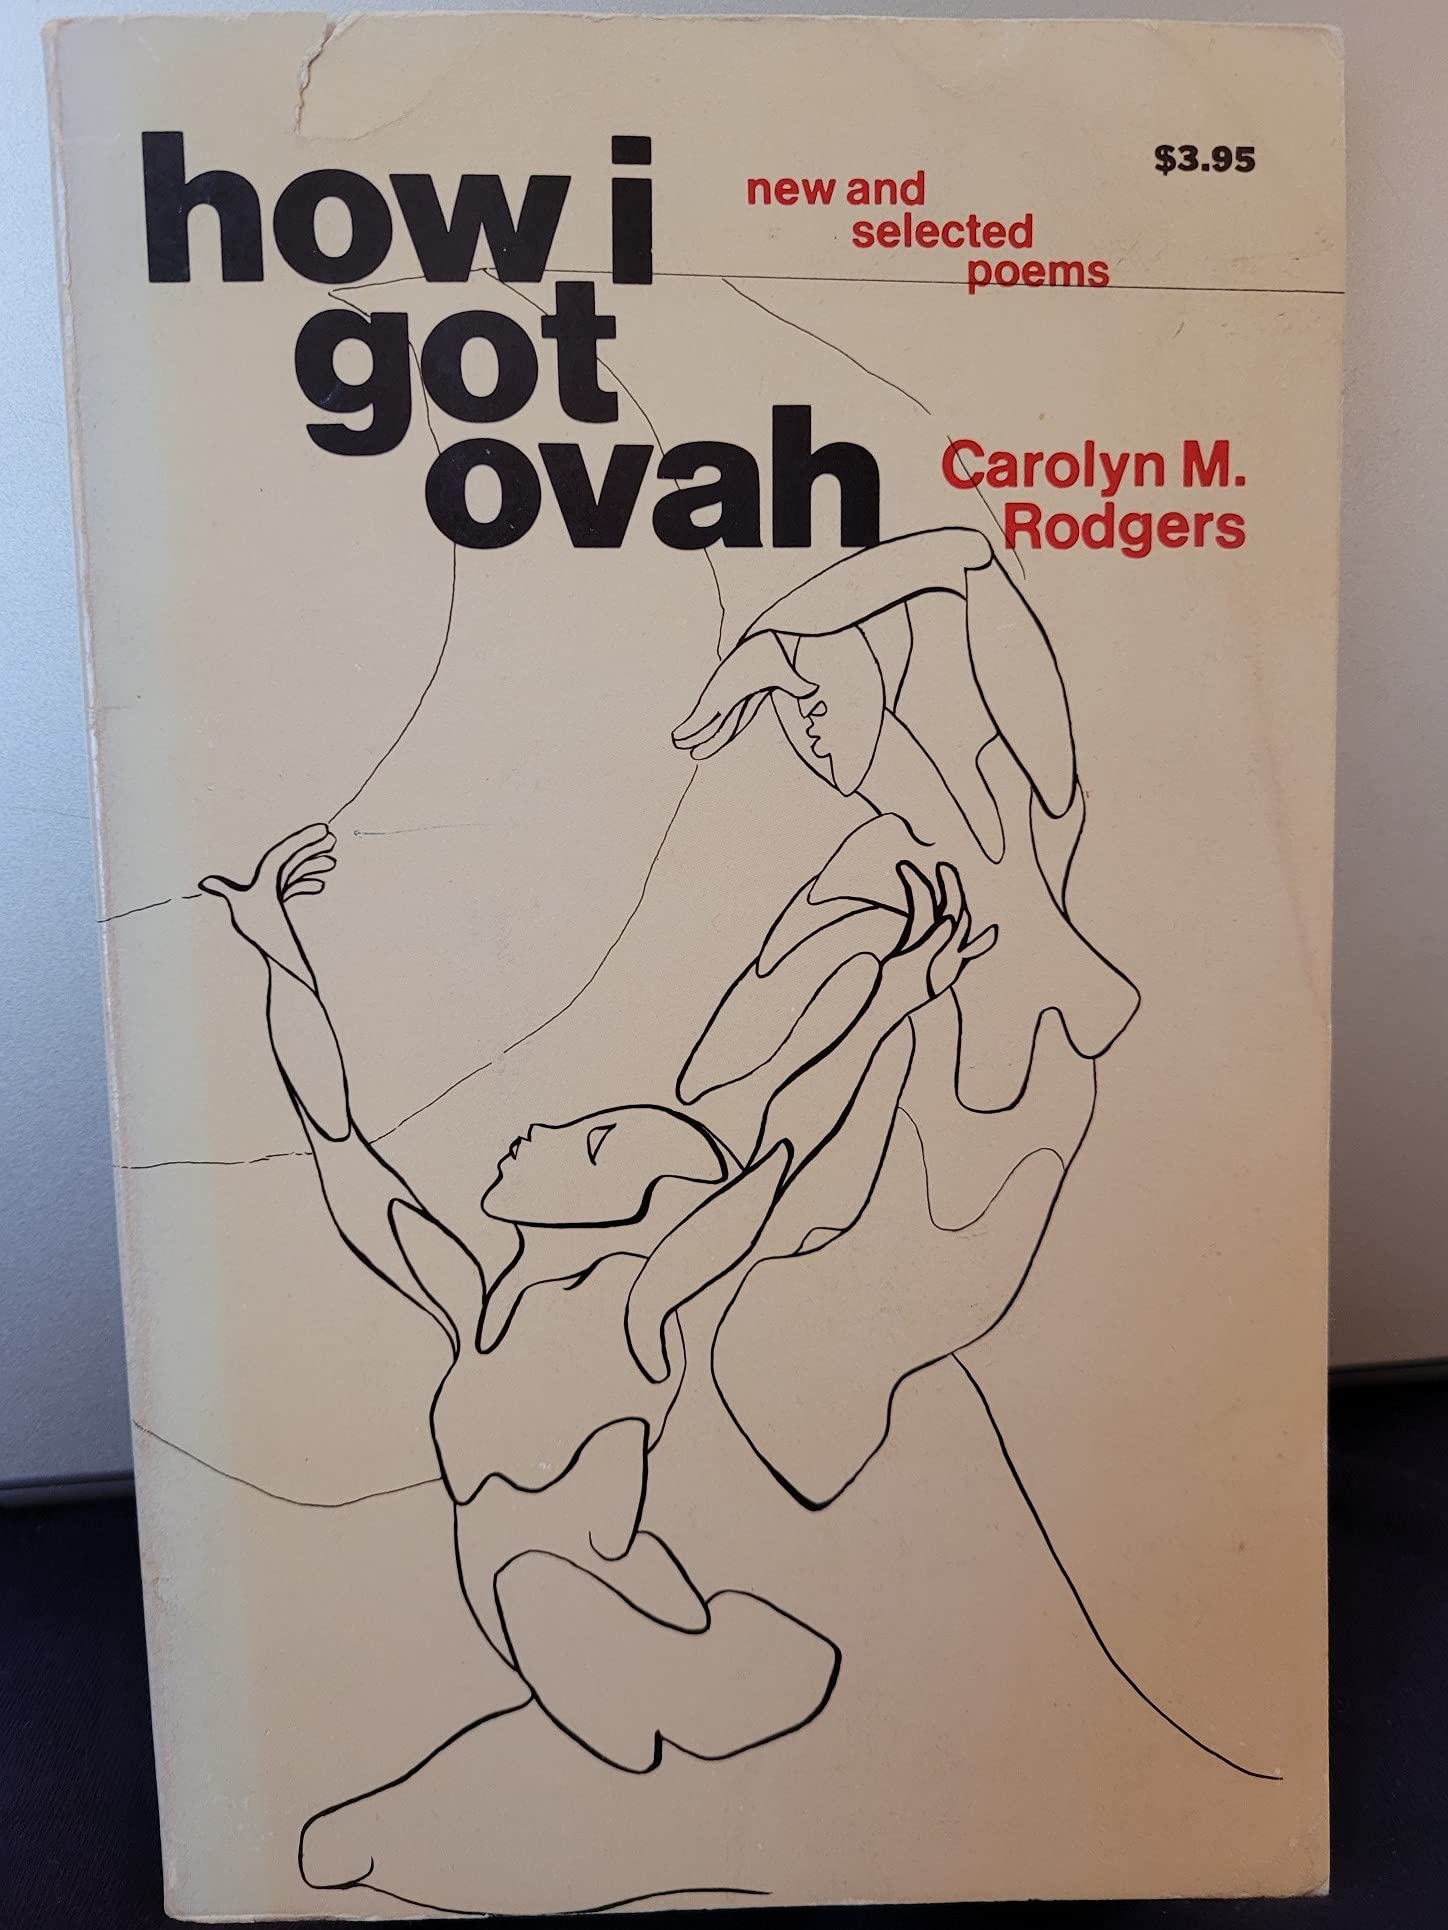 how i
got
ovah
new and
selected
poems
$3.95
Carolyn M.
Rodgers